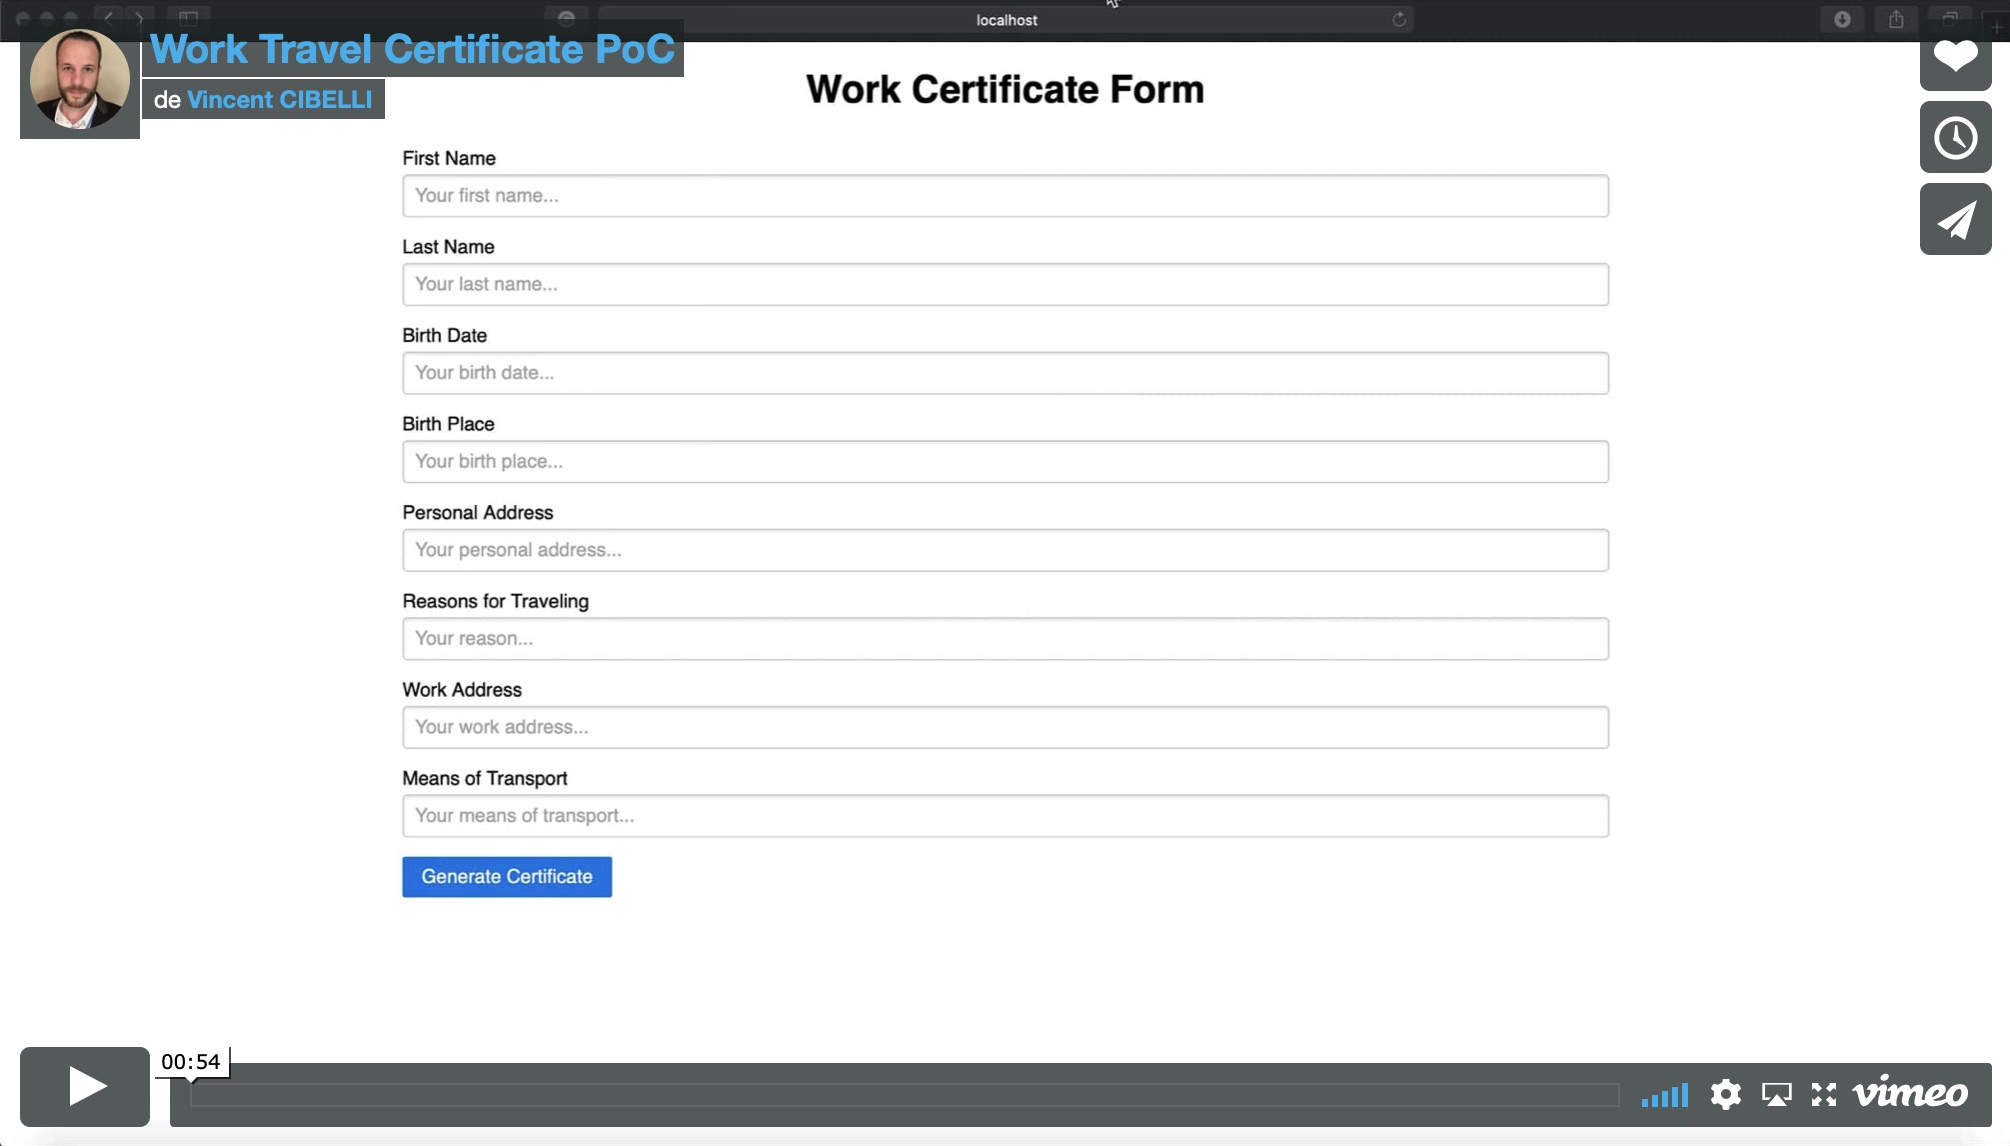 localhost
Work Travel Certificate PoC
de Vincent CIBELLI
Work Certificate Form
First Name
Your first name...
Last Name
Your last name...
Birth Date
Your birth date...
Birth Place
Your birth place...
Personal Address
Your personal address...
Reasons for Traveling
Your reason...
Work Address
Your work address...
Means of Transport
Your means of transport...
Generate Certificate
00:54
vimeo